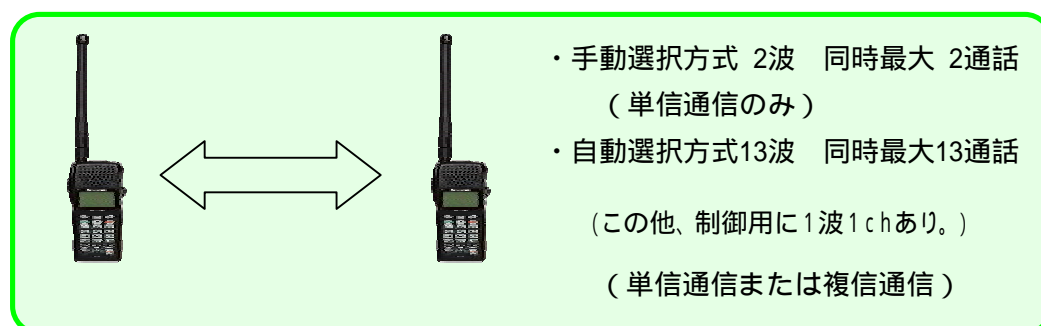 ・手動選択方式 2波　同時最大 2通話
（単信通信のみ）
・自動選択方式13波　同時最大13通話
(この他、制御用に1波1chあり。)
（単信通信または複信通信）